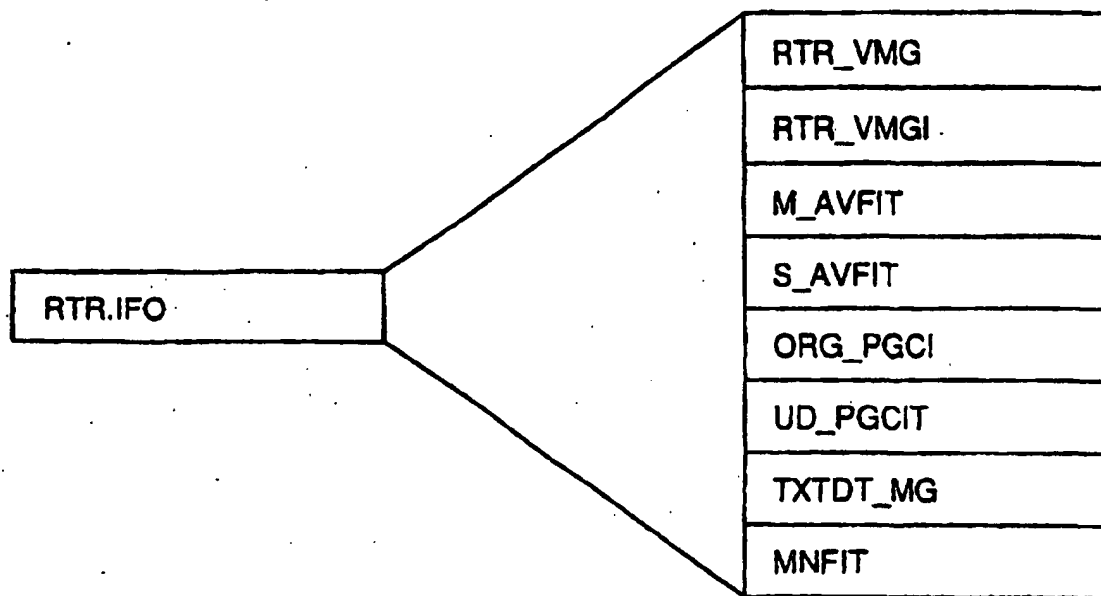 RTR.IFO
RTR_VMG
RTR_VMGI
M_AVFIT
S_AVFIT
ORG_PGCI
UD_PGCIT
TXTDT_MG
MNFIT